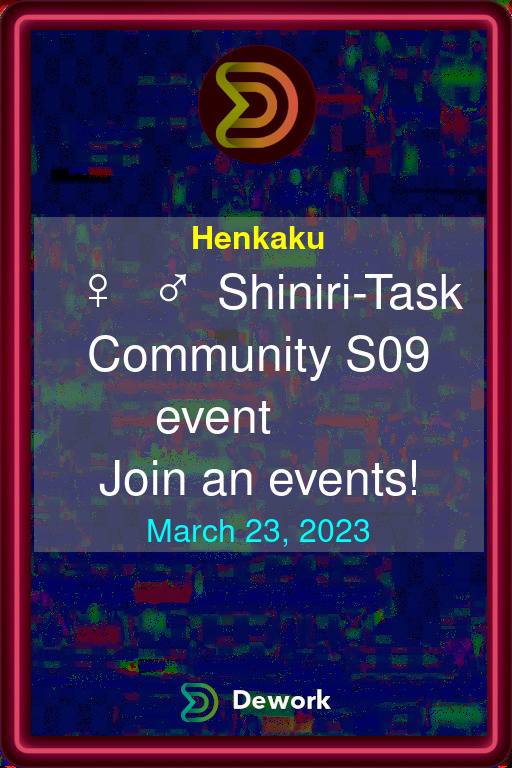 Henkaku
♀ ♂ Shiniri-Task
Community S09
event
Join an events!
March 23, 2023
Dework